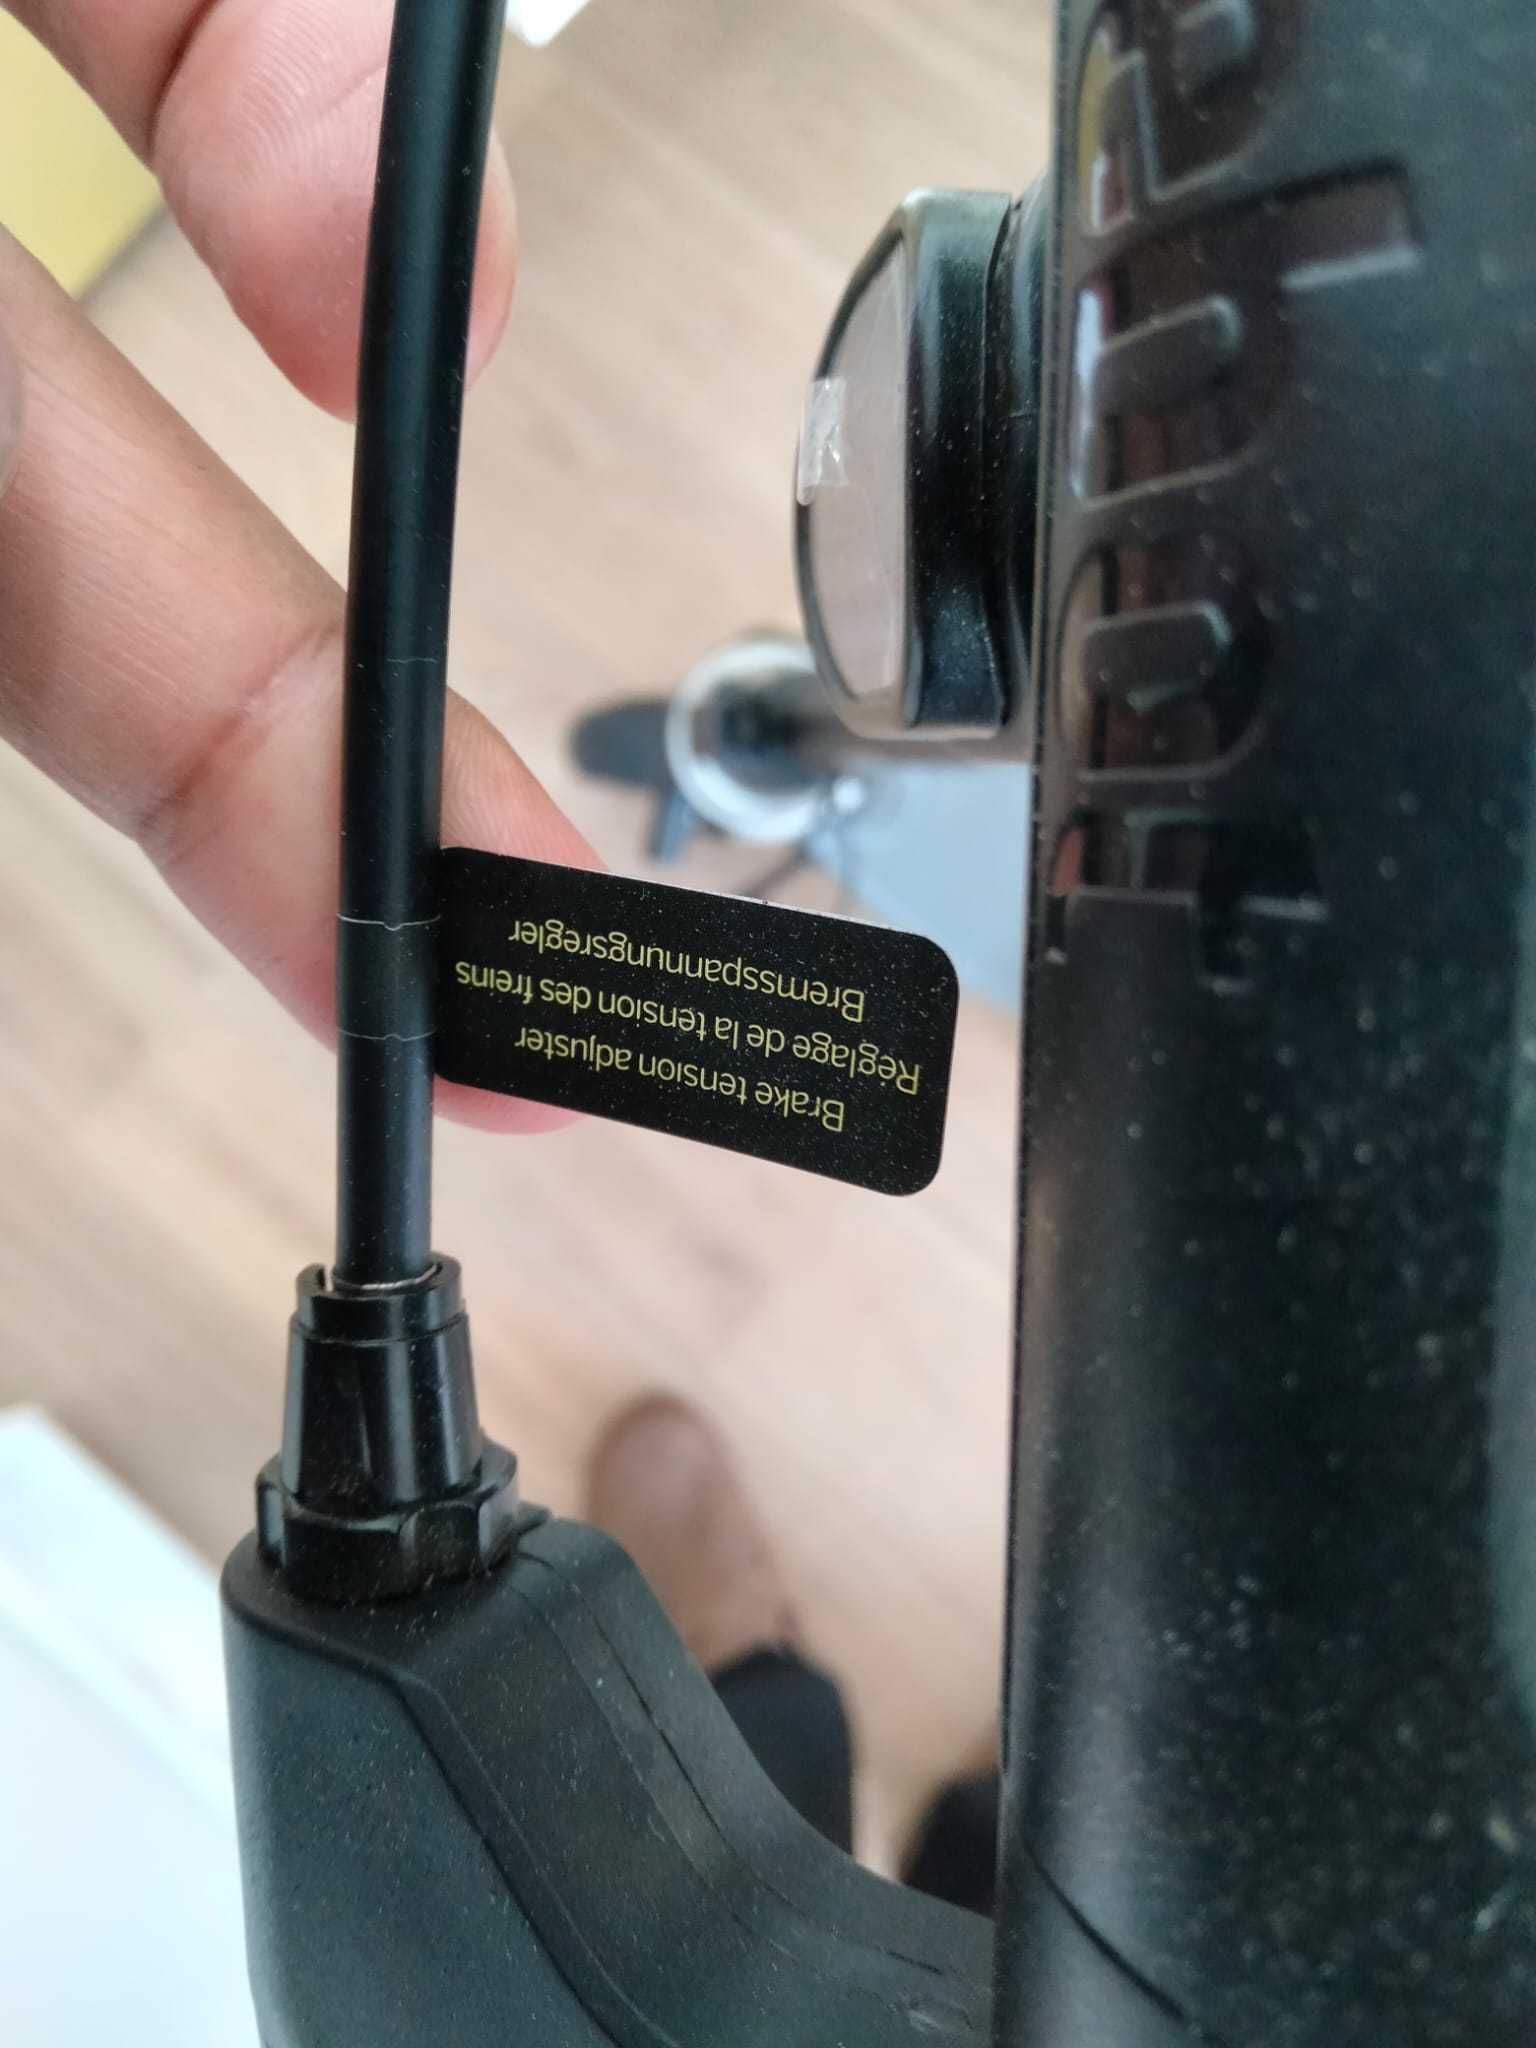 Brake tension adjuster
Réglage de la tension des freins
Bremsspannungsregler